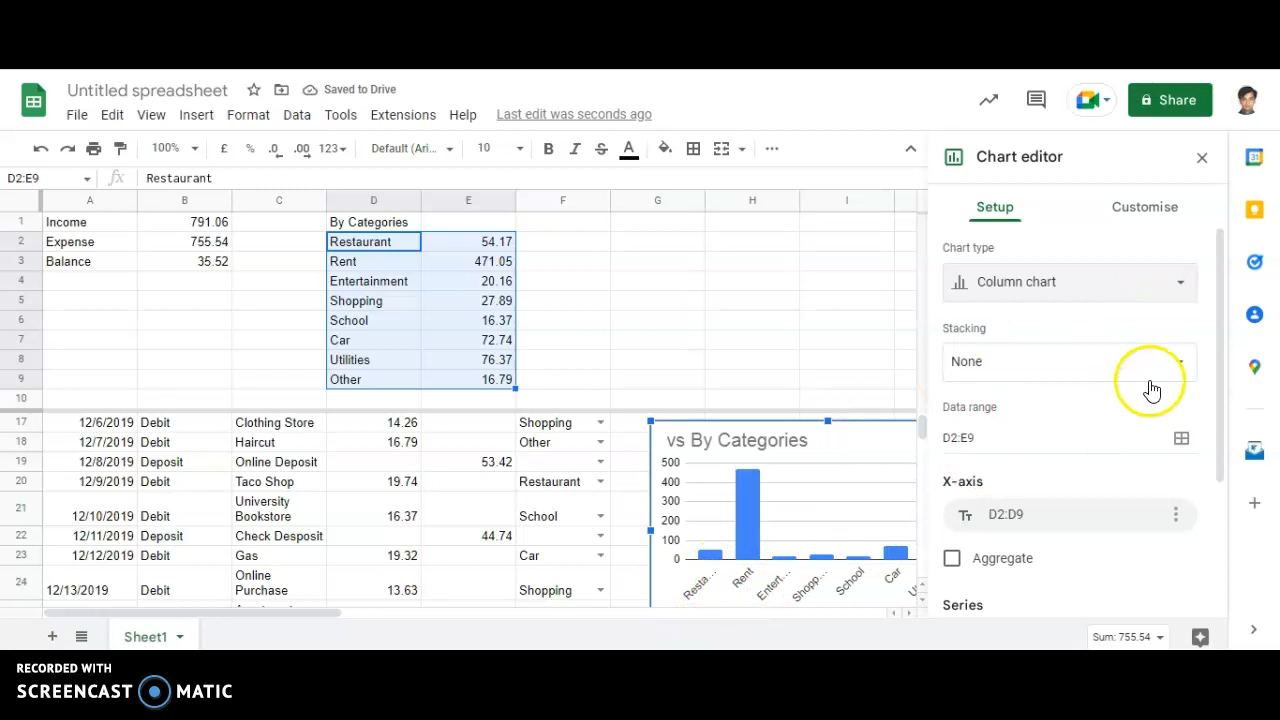 Untitled spreadsheet
Saved to Drive
File Edit View Insert Format Data Tools Extensions Help Last edit was seconds ago
Share
100% £ % .0 .00 123 Default (Ari... 10 B I S A
D2:E9 fx Restaurant
A B C D E F G H I
1 Income 791.06 By Categories
2 Expense 755.54 Restaurant 54.17
3 Balance 35.52 Rent 471.05
4 Entertainment 20.16
5 Shopping 27.89
6 School 16.37
7 Car 72.74
8 Utilities 76.37
9 Other 16.79
10
17 12/6/2019 Debit Clothing Store 14.26 Shopping
18 12/7/2019 Debit Haircut 16.79 Other
19 12/8/2019 Deposit Online Deposit 53.42
20 12/9/2019 Debit Taco Shop 19.74 Restaurant
University
21 12/10/2019 Debit Bookstore 16.37 School
22 12/11/2019 Debit Check Desposit 44.74
23 12/12/2019 Debit Gas 19.32 Car
Online
24 12/13/2019 Debit Purchase 13.63 Shopping
vs By Categories
500
400
300
200
100
0
Resta... Rent Entert... Shopp... School Car
Chart editor
Setup Customise
Chart type
Column chart
Stacking
None
Data range
D2:E9
X-axis
Tт D2:D9
Aggregate
Series
31
Sheet1
Sum: 755.54
RECORDED WITH
SCREENCAST MATIC